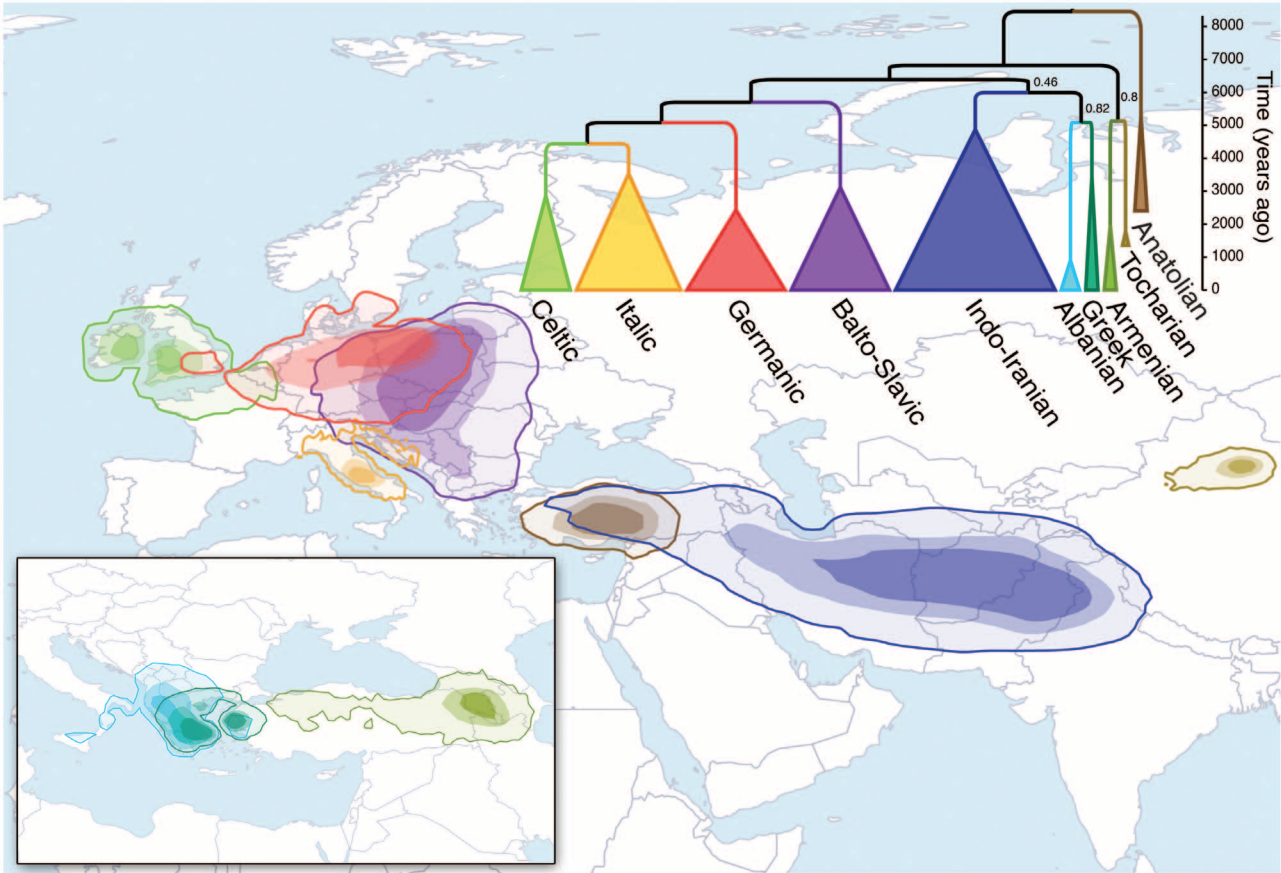 8000
7000
6000
5000
4000
3000
2000
1000
0
Time (years ago)
0.46
0.82
0.8
Celtic
Italic
Germanic
Balto-Slavic
Indo-Iranian
Albanian
Greek
Armenian
Tocharian
Anatolian